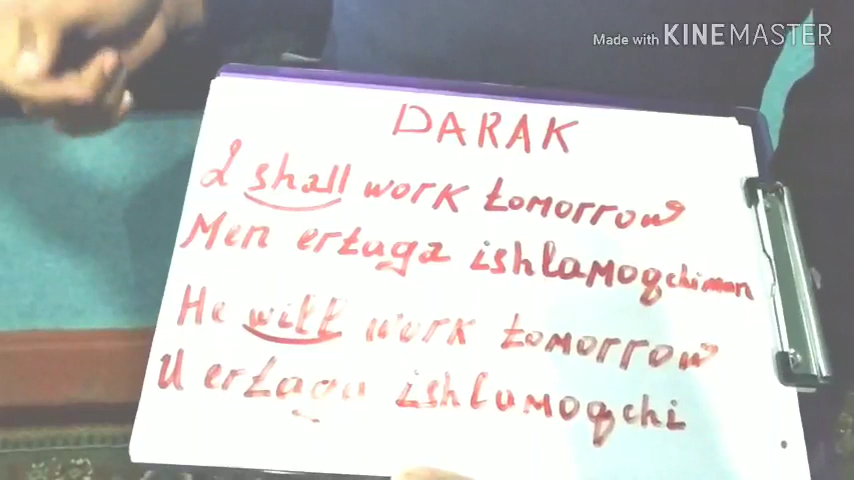 Made with KINEMASTER
DARAK
I shall work tomorrow
Men ertaga ishlamoqchiman
He will work tomorrow
U ertaga ishlamoqchi